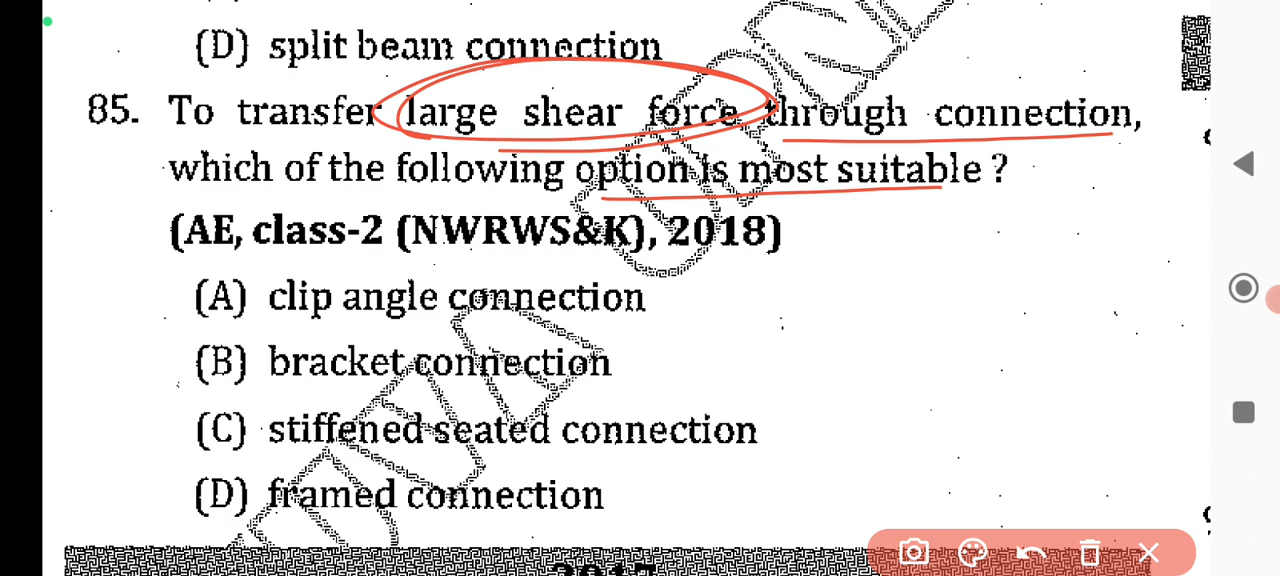 (D) split beam connection
85. To transfer large shear force, through connection,
which of the following option is most suitable ?
(AE, class-2 (NWRWS&K), 2018)
(A) clip angle connection
(B) bracket connection
(C) stiffened seated connection
(D) framed connection